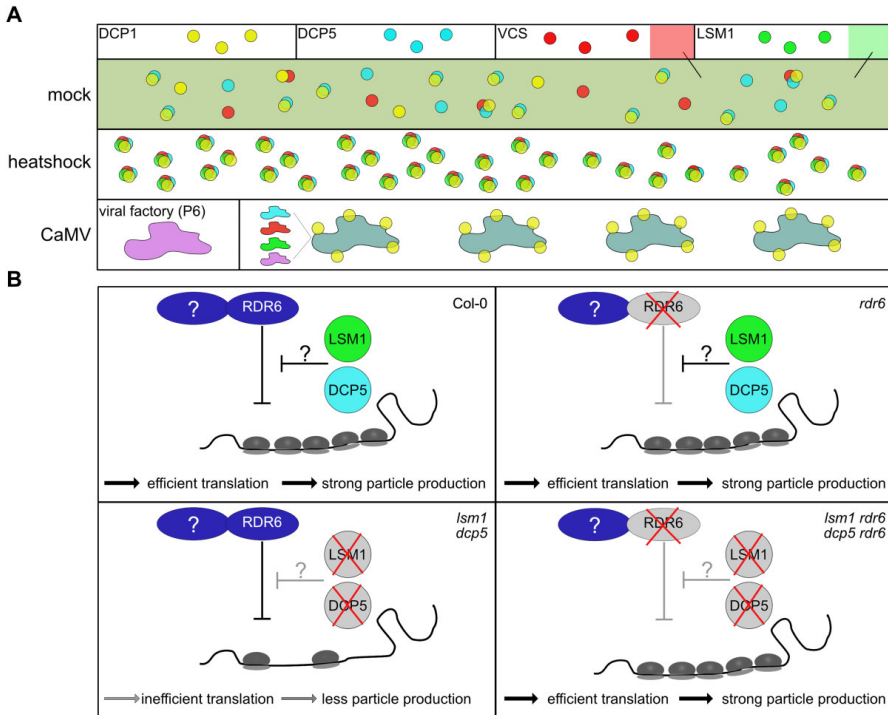 A
DCP1
DCP5
VCS
LSM1
mock
heatshock
CaMV
viral factory (P6)
B
Col-0
?
RDR6
?
LSM1
DCP5
efficient translation
strong particle production
rdr6
?
RDR6
?
LSM1
DCP5
efficient translation
strong particle production
lsm1
dcp5
?
RDR6
?
LSM1
DCP5
inefficient translation
less particle production
lsm1 rdr6
dcp5 rdr6
?
RDR6
?
LSM1
DCP5
efficient translation
strong particle production